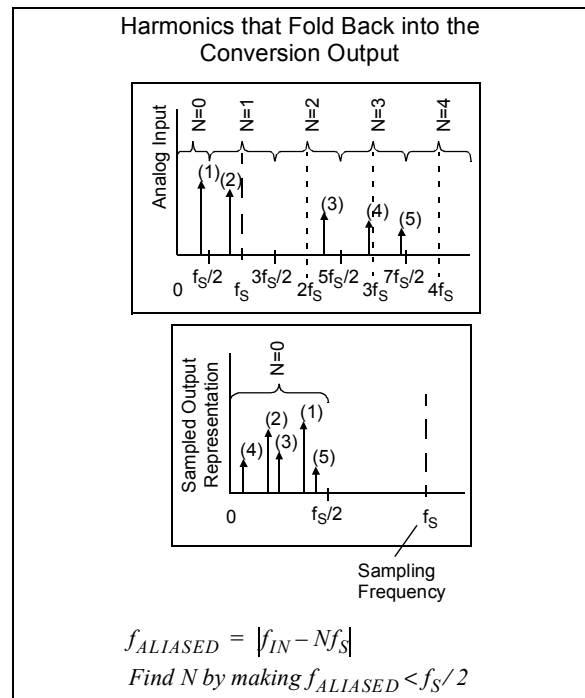 Harmonics that Fold Back into the
Conversion Output
Analog Input
N=0
N=1
N=2
N=3
N=4
(1)
(2)
(3)
(4)
(5)
0
fS/2
fS
3fS/2
2fS
5fS/2
3fS
7fS/2
4fS
Sampled Output
Representation
N=0
(4)
(2)
(3)
(1)
(5)
0
fS/2
fS
Sampling
Frequency
fALIASED = |fIN – NfS|
Find N by making fALIASED < fS/2